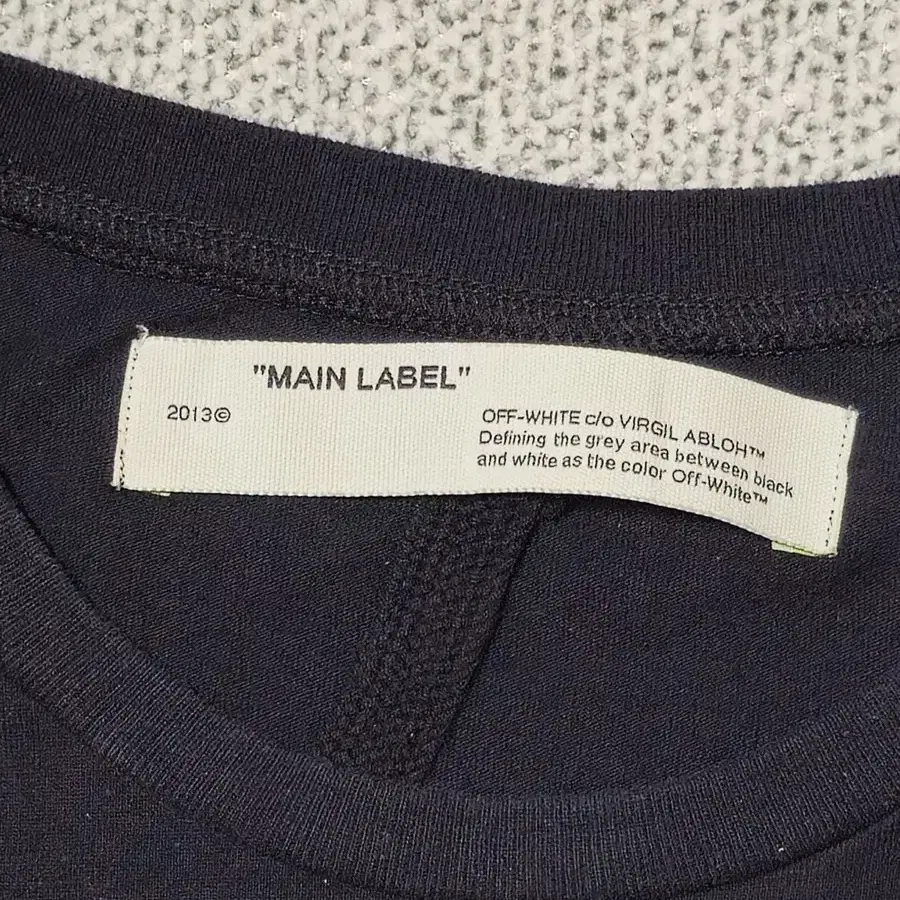 "MAIN LABEL"
2013©
OFF-WHITE c/o VIRGIL ABLOH™
Defining the grey area between black
and white as the color Off-White™